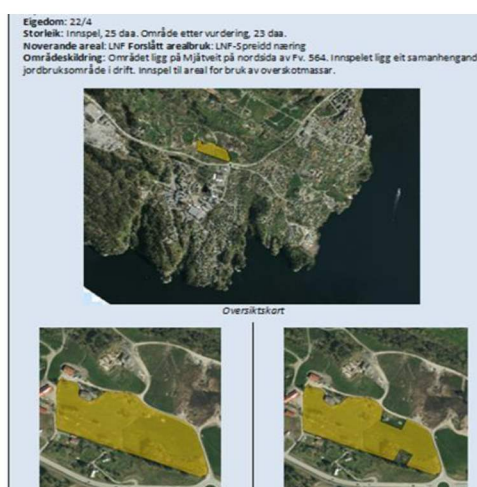 Eigedom: 22/4
Storleik: Innspel, 25 daa. Område etter vurdering, 23 daa.
Noverande areal: LNF Forslått arealbruk: LNF-Spreidd næring
Områdeskildring: Området ligg på Mjåtveit på nordsida av Fv. 564. Innspelet ligg eit samanhengand
jordbruksområde i drift. Innspel til areal for bruk av overskotmassar.
Oversiktskart